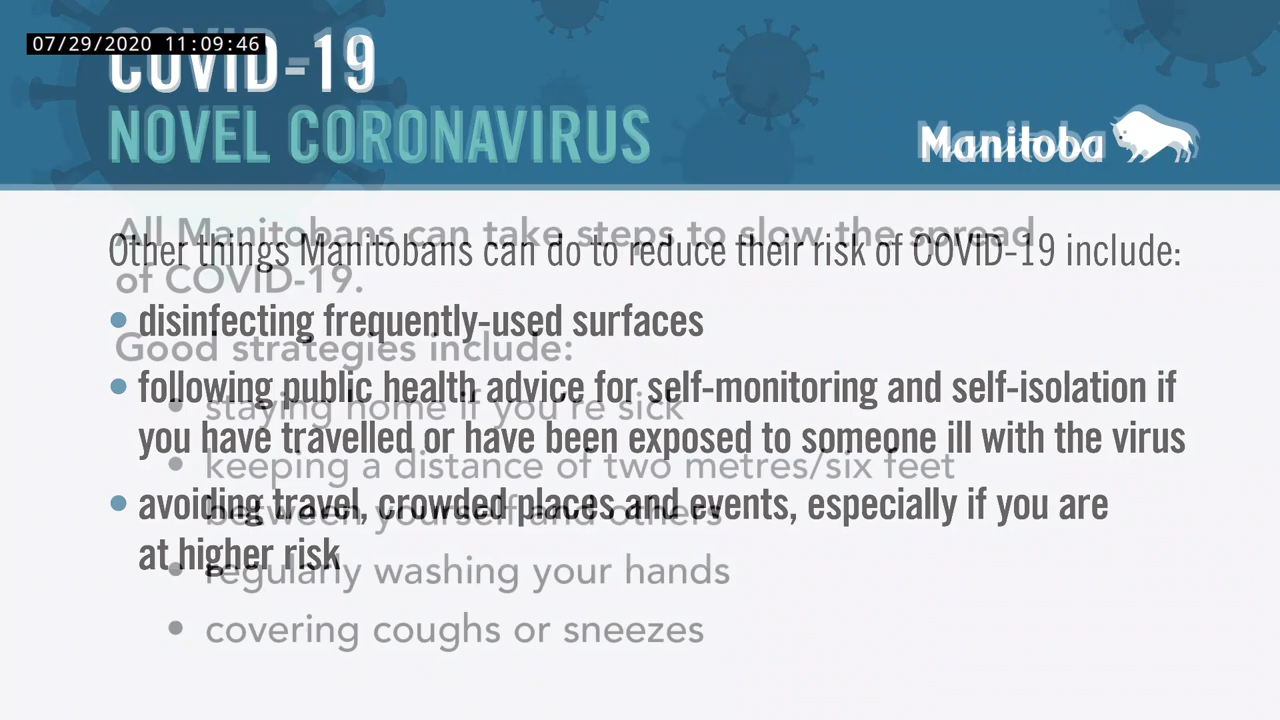 07/29/2020 11:09:46
COVID-19
NOVEL CORONAVIRUS
Manitoba
Other things Manitobans can do to reduce their risk of COVID-19 include:
• disinfecting frequently-used surfaces
• following public health advice for self-monitoring and self-isolation if
you have travelled or have been exposed to someone ill with the virus
• avoiding travel, crowded places and events, especially if you are
at higher risk
All Manitobans can take steps to slow the spread
of COVID-19.
Good strategies include:
• staying home if you're sick
• keeping a distance of two metres/six feet
between yourself and others
• regularly washing your hands
• covering coughs or sneezes